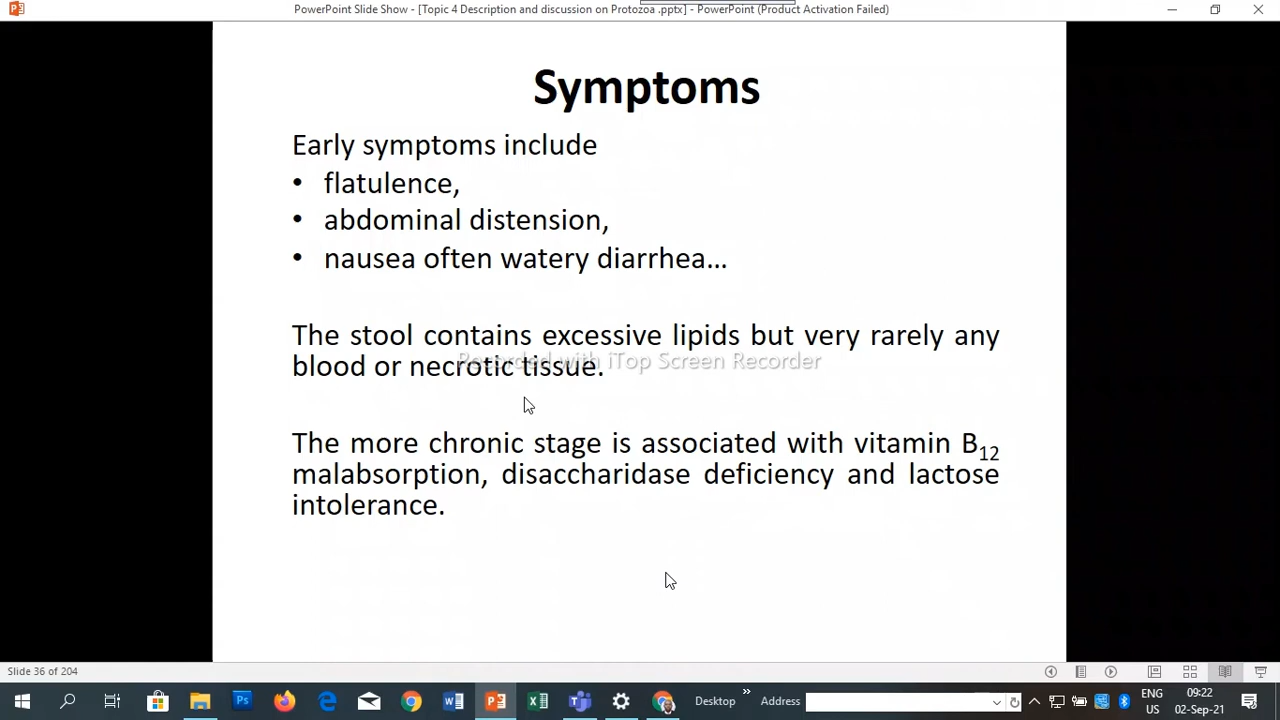 PowerPoint Slide Show - [Topic 4 Description and discussion on Protozoa .pptx] - PowerPoint (Product Activation Failed)
Symptoms
Early symptoms include
• flatulence,
• abdominal distension,
• nausea often watery diarrhea...
The stool contains excessive lipids but very rarely any
Recorded with iTop Screen Recorder
blood or necrotic tissue.
The more chronic stage is associated with vitamin B12
malabsorption, disaccharidase deficiency and lactose
intolerance.
Slide 36 of 204
Ps
Desktop
»
Address
ENG
US
09:22
02-Sep-21